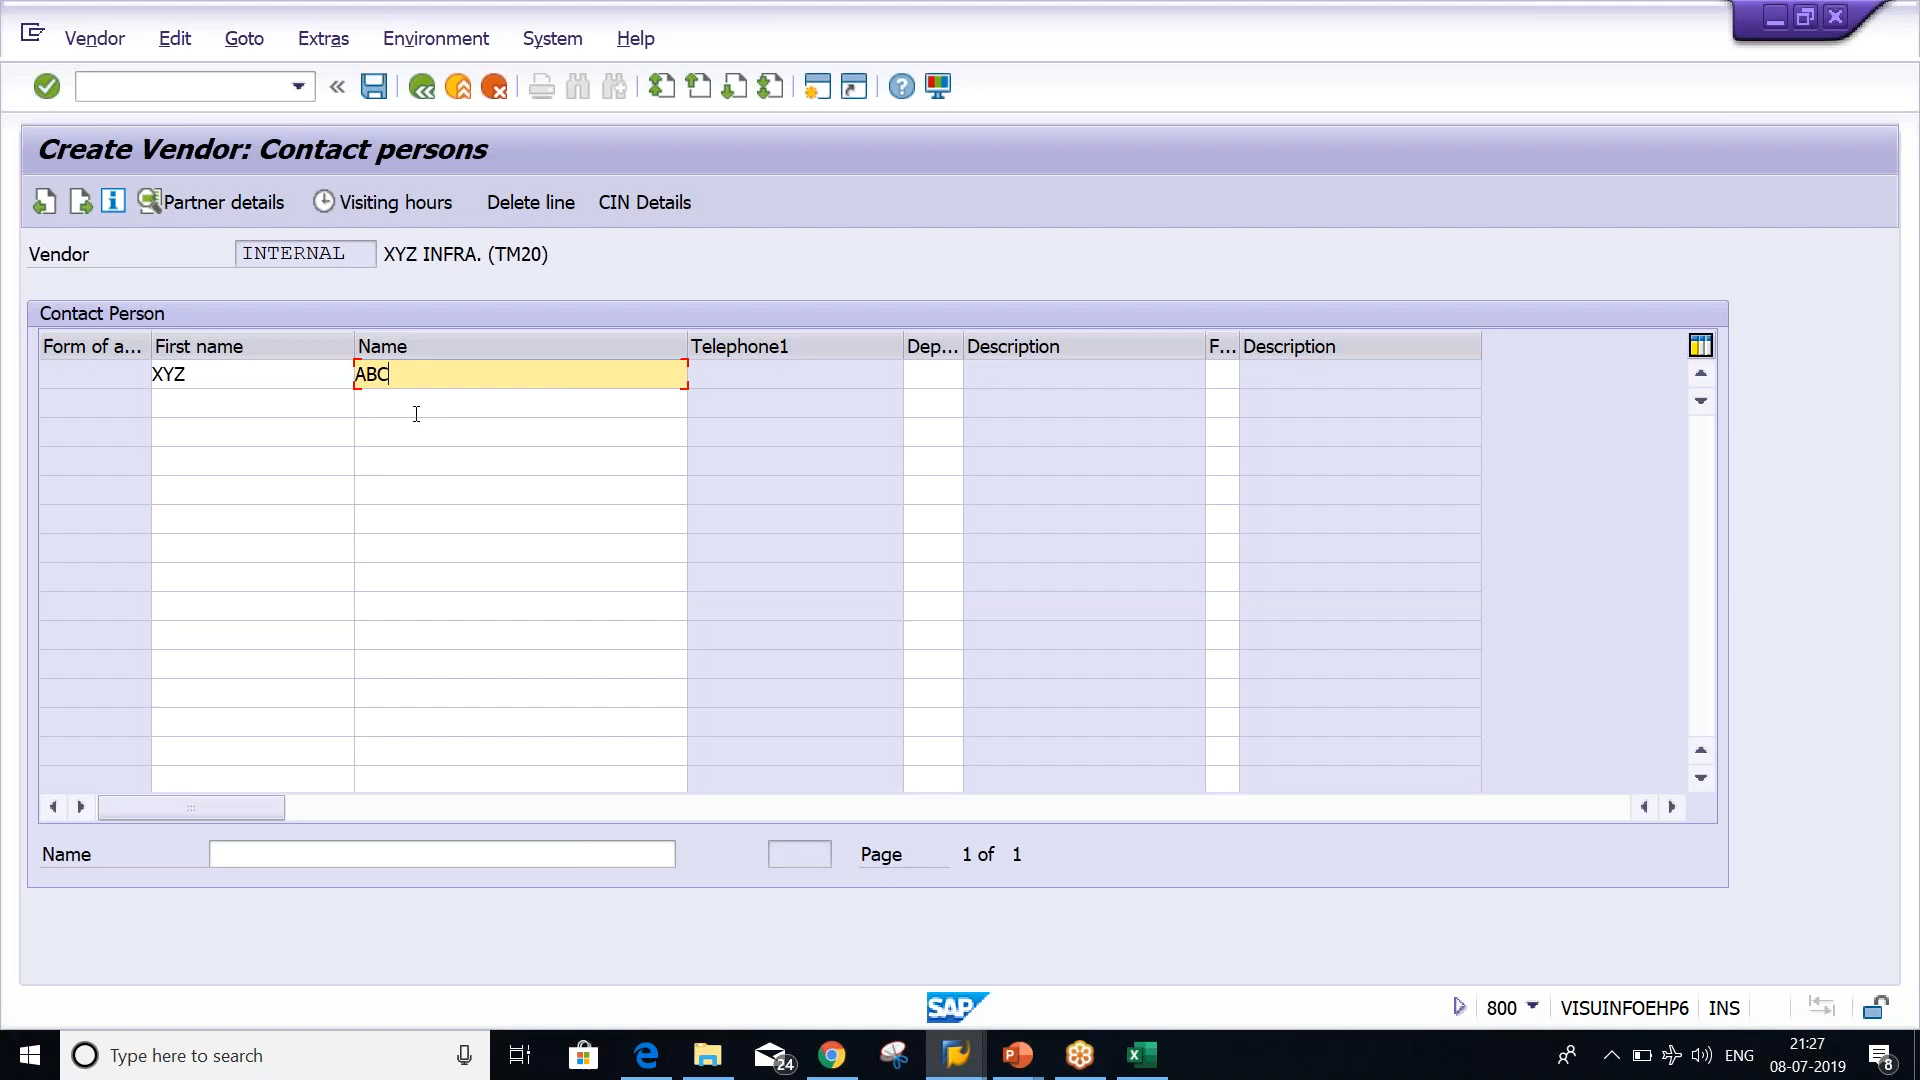 Vendor Edit Goto Extras Environment System Help
Create Vendor: Contact persons
Partner details Visiting hours Delete line CIN Details
Vendor INTERNAL XYZ INFRA. (TM20)
Contact Person
Form of a... First name Name Telephone1 Dep... Description F... Description
XYZ ABC
Name Page 1 of 1
SAP 800 VISUINFOEHP6 INS
Type here to search 24 ENG 21:27 8
08-07-2019